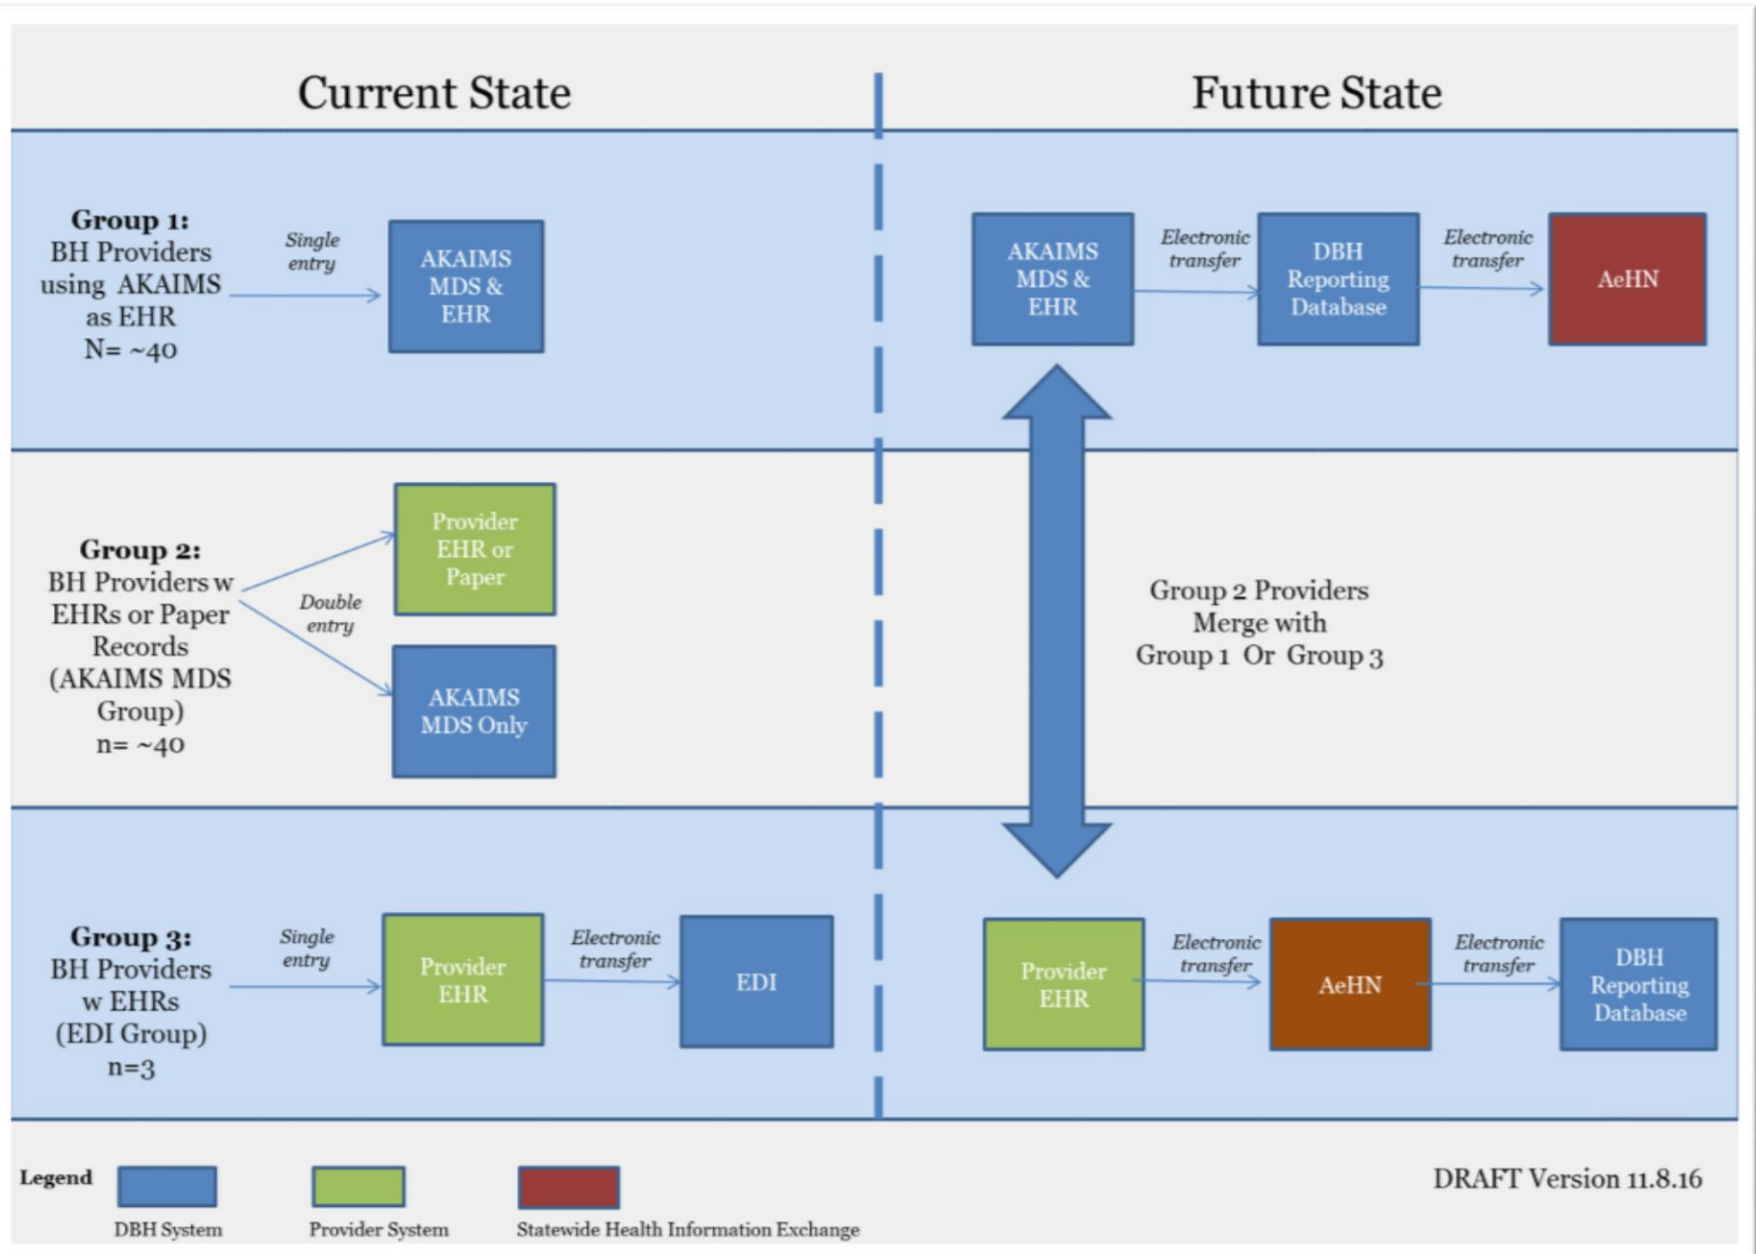 Current State
Future State
Group 1:
BH Providers
using AKAIMS
as EHR
N= ~40
Single
entry
AKAIMS
MDS &
EHR
AKAIMS
MDS &
EHR
Electronic
transfer
DBH
Reporting
Database
Electronic
transfer
AeHN
Group 2:
BH Providers w
EHRs or Paper
Records
(AKAIMS MDS
Group)
n= ~40
Double
entry
Provider
EHR or
Paper
AKAIMS
MDS Only
Group 2 Providers
Merge with
Group 1 Or Group 3
Group 3:
BH Providers
w EHRs
(EDI Group)
n=3
Single
entry
Provider
EHR
Electronic
transfer
EDI
Provider
EHR
Electronic
transfer
AeHN
Electronic
transfer
DBH
Reporting
Database
Legend
DBH System
Provider System
Statewide Health Information Exchange
DRAFT Version 11.8.16